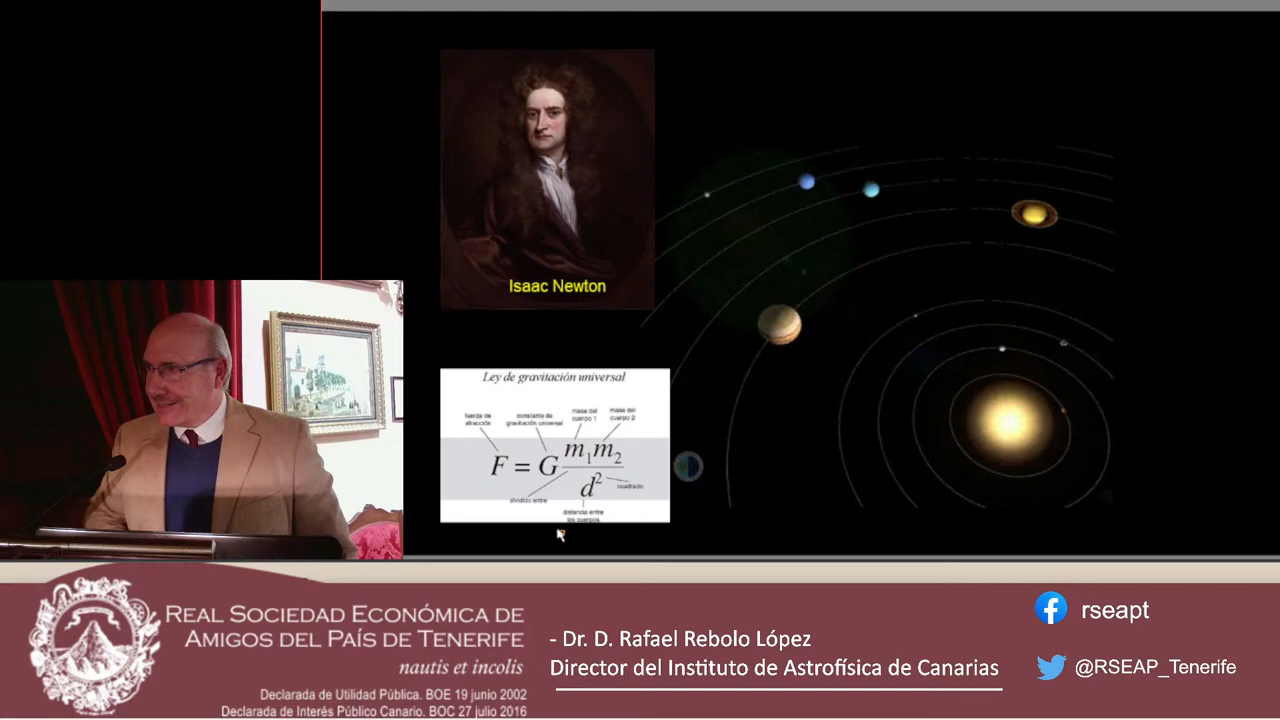 Isaac Newton
Ley de gravitación universal
fuerza de
atracción
constante de
gravitación universal
masa del
cuerpo 1
masa del
cuerpo 2
F = G m₁m₂ / d²
dividido entre
cuadrado
distancia entre
los cuerpos
REAL SOCIEDAD ECONÓMICA DE
AMIGOS DEL PAÍS DE TENERIFE
nautis et incolis
Declarada de Utilidad Pública. BOE 19 junio 2002
Declarada de Interés Público Canario. BOC 27 julio 2016
- Dr. D. Rafael Rebolo López
Director del Instituto de Astrofísica de Canarias
rseapt
@RSEAP_Tenerife